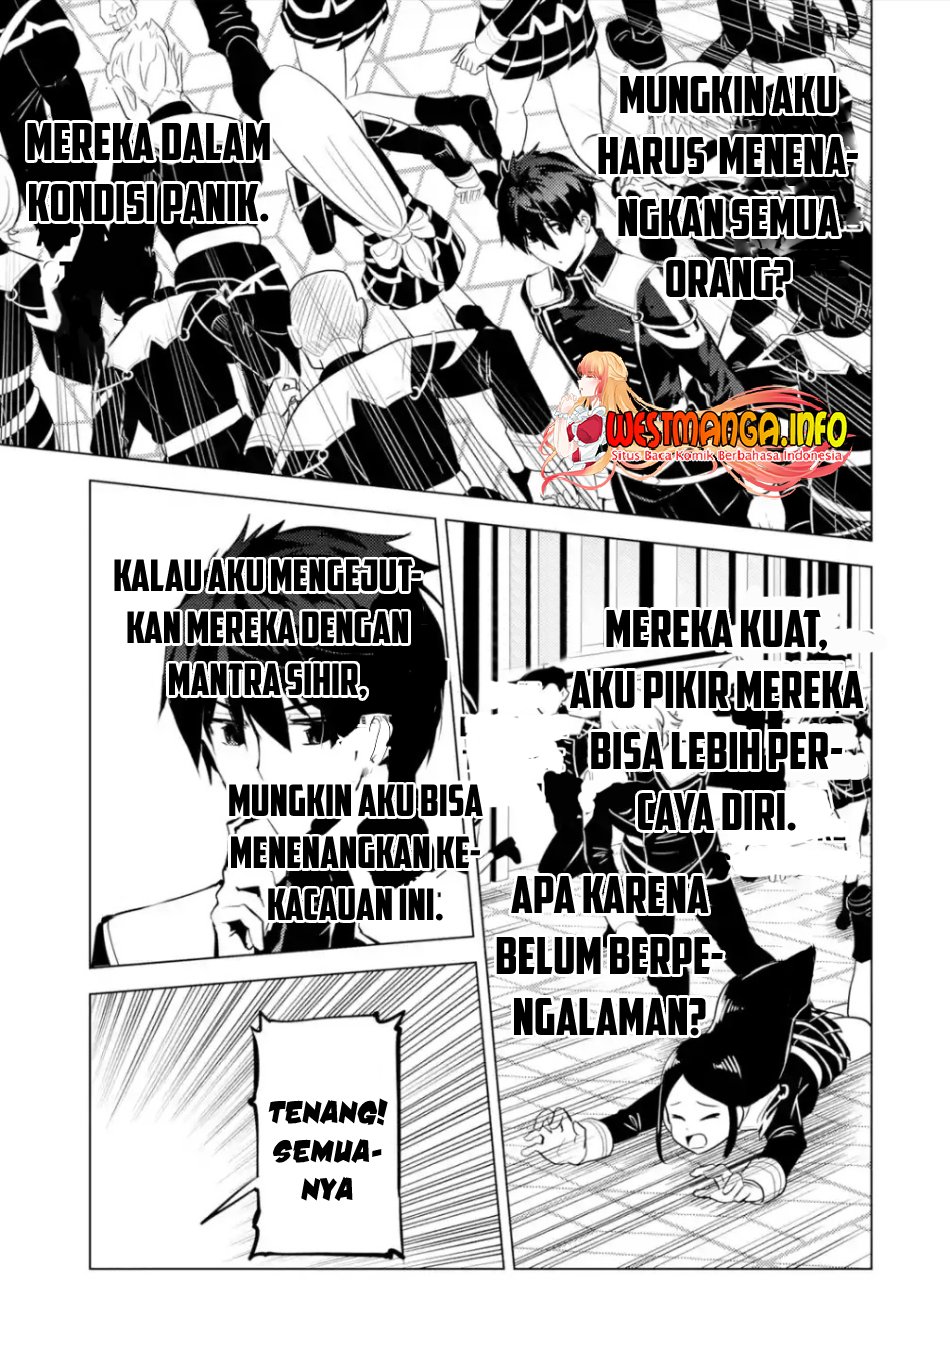 MUNGKIN AKU
HARUS MENENA-
NGKAN SEMUA
ORANG?
MEREKA DALAM
KONDISI PANIK.
WESTMANGA.INFO
Situs Baca Komik Berbahasa Indonesia
MEREKA KUAT,
AKU PIKIR MEREKA
BISA LEBIH PER-
CAYA DIRI.
APA KARENA
BELUM BERPE-
NGALAMAN?
KALAU AKU MENGEJUT-
KAN MEREKA DENGAN
MANTRA SIHIR,
MUNGKIN AKU BISA
MENENANGKAN KE-
KACAUAN INI.
TENANG!
SEMUA-
NYA